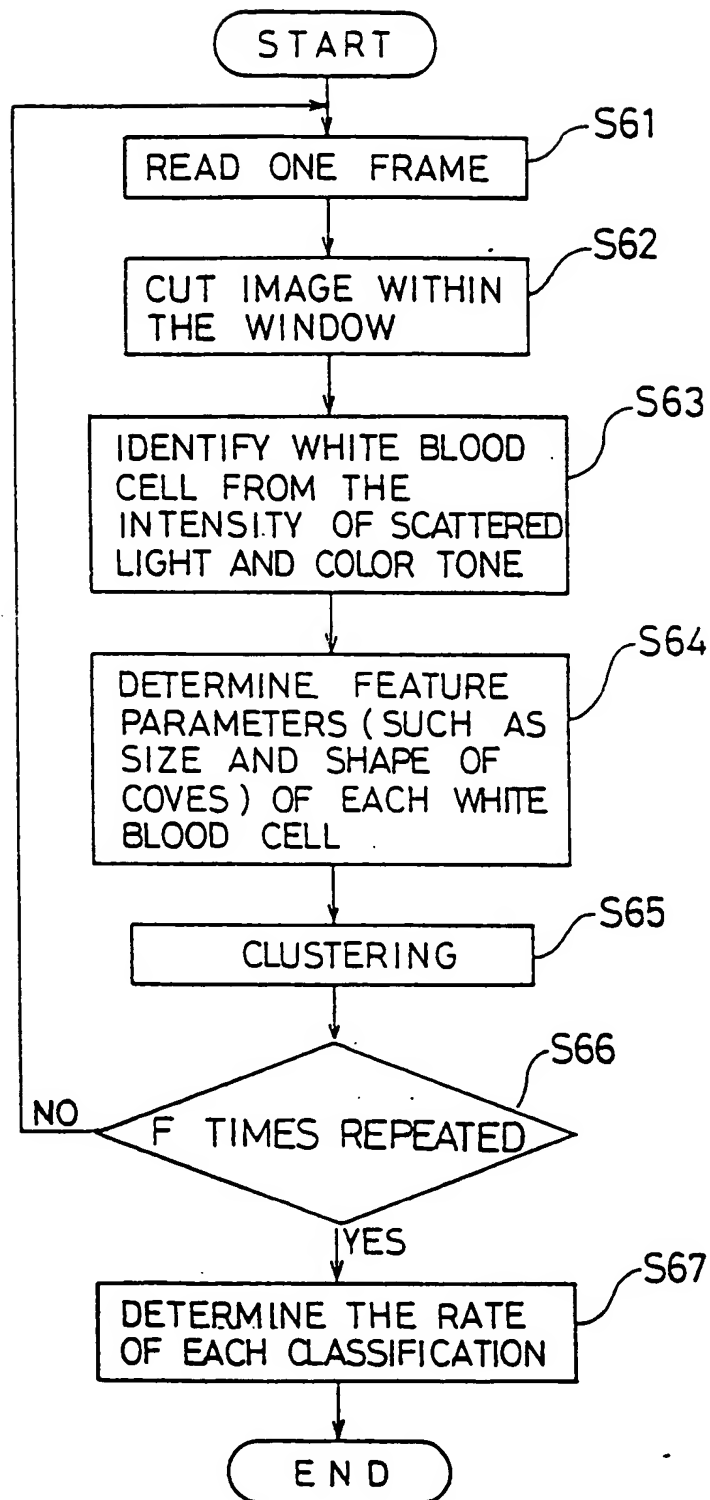 START
S61
READ ONE FRAME
S62
CUT IMAGE WITHIN
THE WINDOW
S63
IDENTIFY WHITE BLOOD
CELL FROM THE
INTENSITY OF SCATTERED
LIGHT AND COLOR TONE
S64
DETERMINE FEATURE
PARAMETERS (SUCH AS
SIZE AND SHAPE OF
COVES) OF EACH WHITE
BLOOD CELL
S65
CLUSTERING
S66
NO
F TIMES REPEATED
YES
S67
DETERMINE THE RATE
OF EACH CLASSIFICATION
END